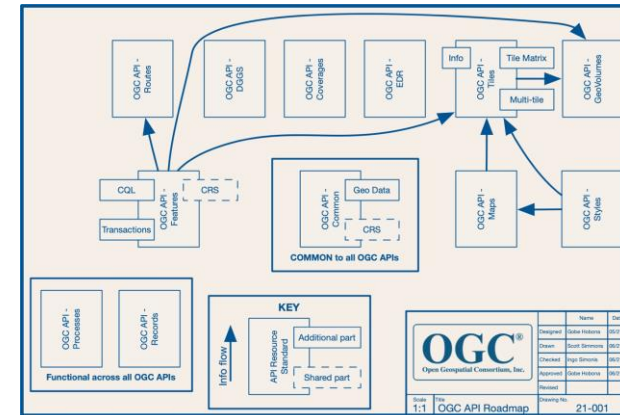 OGC API -
Routes
OGC API -
DGGS
OGC API -
Coverages
OGC API -
EDR
Info
OGC API -
Tiles
Tile Matrix
Multi-tile
OGC API -
GeoVolumes
CQL
Transactions
OGC API -
Features
CRS
OGC API -
Common
Geo Data
CRS
COMMON to all OGC APIs
OGC API -
Maps
OGC API -
Styles
OGC API -
Processes
OGC API -
Records
Functional across all OGC APIs
KEY
Info flow
API Resource
Standard
Additional part
Shared part
OGC®
Open Geospatial Consortium, Inc.
Name
Designed
Gobe Hobona
Drawn
Scott Simmons
Checked
Ingo Simonis
Approved
Gobe Hobona
Revised
Scale
1:1
Title
OGC API Roadmap
Drawing No.
21-001